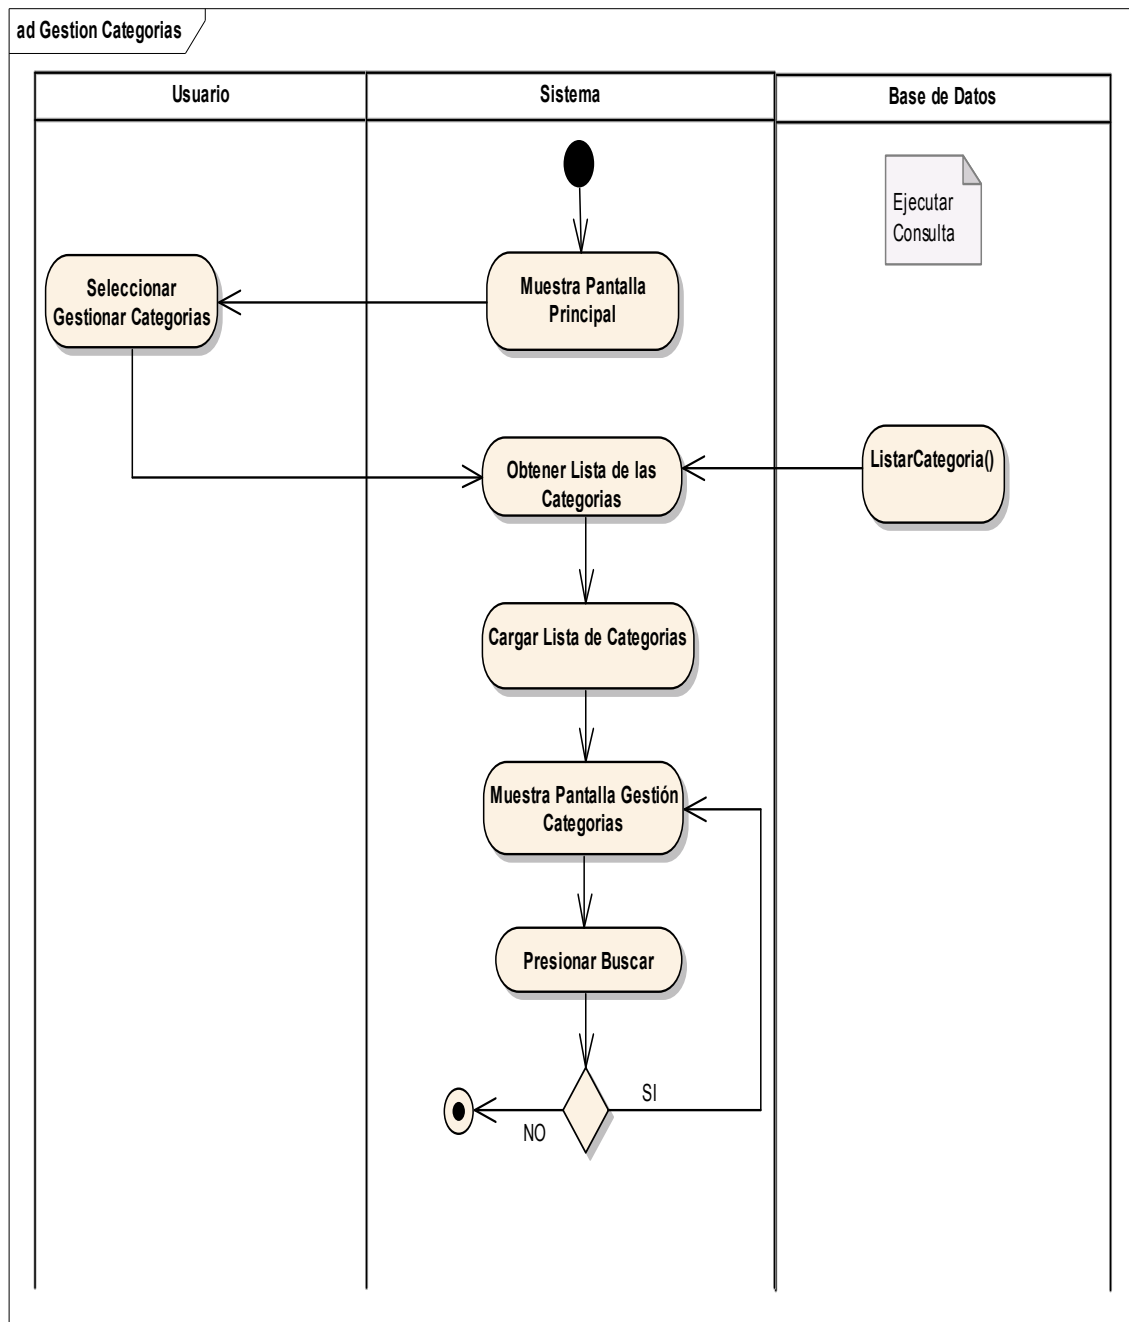 ad Gestion Categorias
Usuario
Sistema
Base de Datos
Ejecutar
Consulta
Seleccionar
Gestionar Categorias
Muestra Pantalla
Principal
Obtener Lista de las
Categorias
ListarCategoria()
Cargar Lista de Categorias
Muestra Pantalla Gestión
Categorias
Presionar Buscar
SI
NO